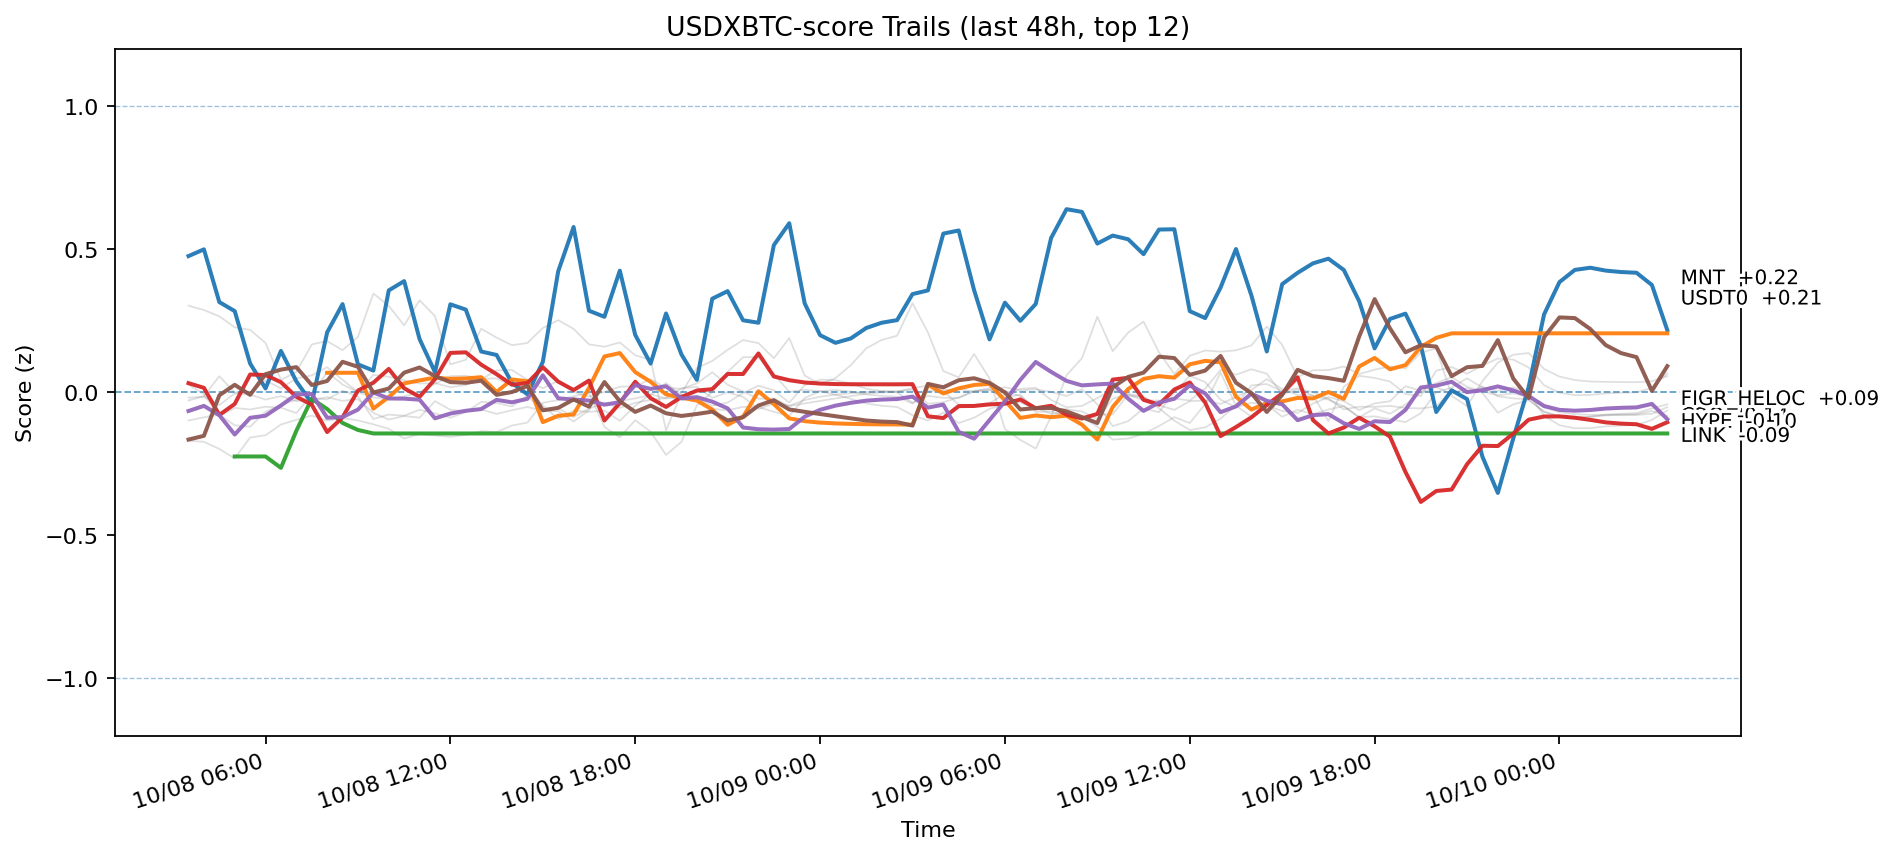 USDXBTC-score Trails (last 48h, top 12)
Score (z)
1.0
0.5
0.0
−0.5
−1.0
MNT +0.22
USDT0 +0.21
FIGR_HELOC +0.09
LINK -0.09
10/08 06:00
10/08 12:00
10/08 18:00
10/09 00:00
10/09 06:00
10/09 12:00
10/09 18:00
10/10 00:00
Time